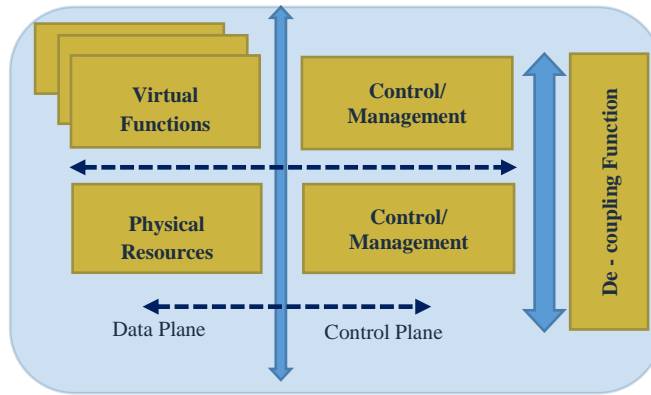 Virtual
Functions
Control/
Management
Physical
Resources
Control/
Management
De - coupling Function
Data Plane
Control Plane